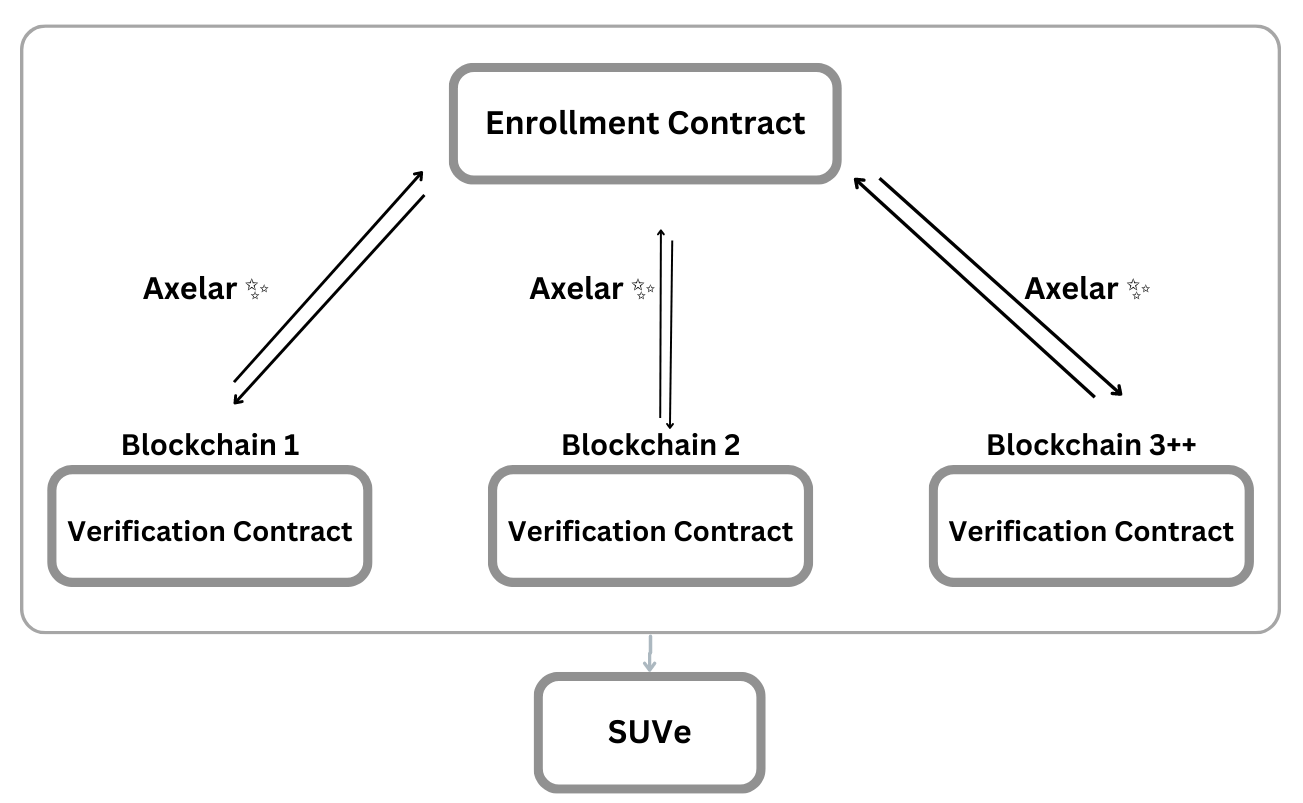 Enrollment Contract
Axelar ✨
Axelar ✨
Axelar ✨
Blockchain 1
Blockchain 2
Blockchain 3++
Verification Contract
Verification Contract
Verification Contract
SUVe